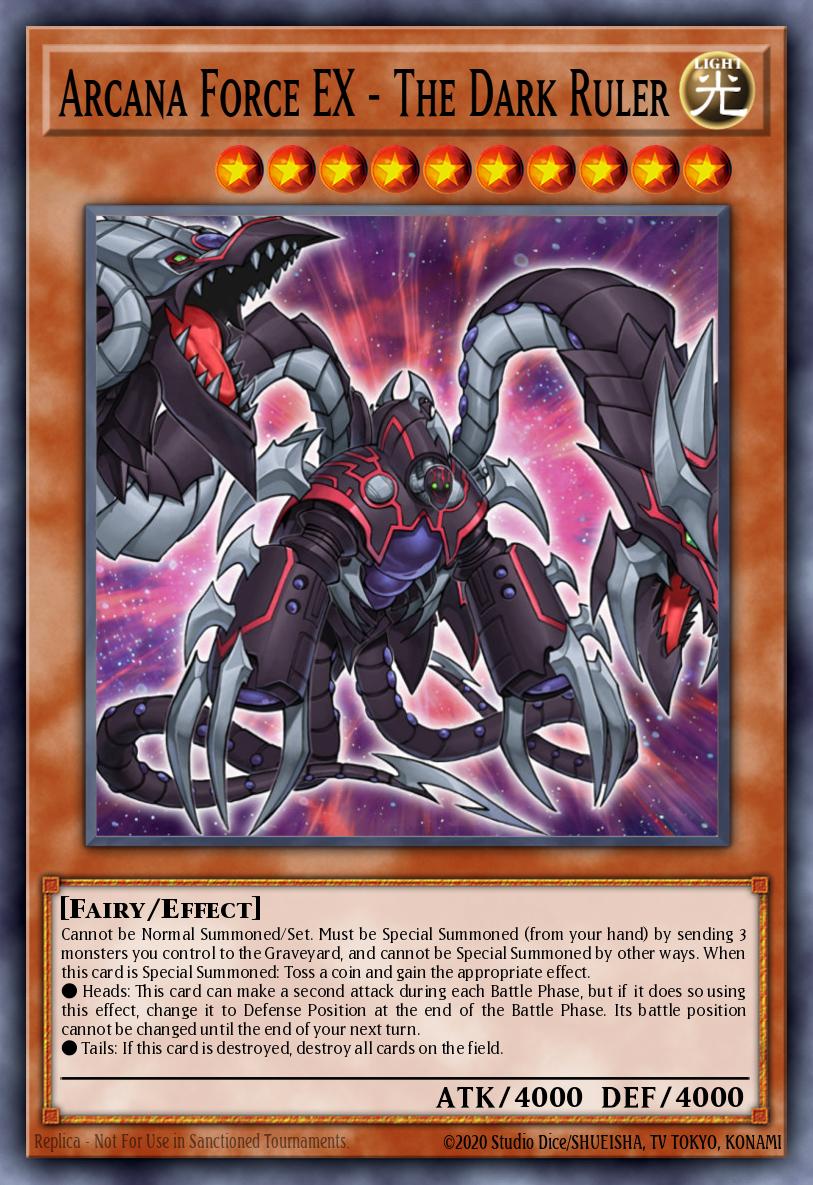 Arcana Force EX - The Dark Ruler
LIGHT
光
[Fairy/Effect]
Cannot be Normal Summoned/Set. Must be Special Summoned (from your hand) by sending 3
monsters you control to the Graveyard, and cannot be Special Summoned by other ways. When
this card is Special Summoned: Toss a coin and gain the appropriate effect.
● Heads: This card can make a second attack during each Battle Phase, but if it does so using
this effect, change it to Defense Position at the end of the Battle Phase. Its battle position
cannot be changed until the end of your next turn.
● Tails: If this card is destroyed, destroy all cards on the field.
ATK/4000 DEF/4000
Replica - Not For Use in Sanctioned Tournaments.
©2020 Studio Dice/SHUEISHA, TV TOKYO, KONAMI